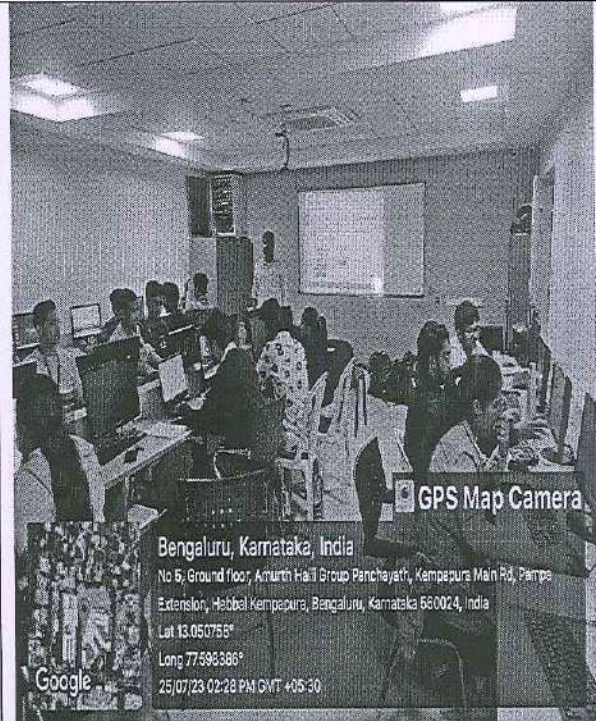 GPS Map Camera
Bengaluru, Karnataka, India
No 5, Ground floor, Amurth Halli Group Panchayath, Kempapura Main Rd, Pampa
Extension, Hebbal Kempapura, Bengaluru, Karnataka 560024, India
Lat 13.050758°
Long 77.598386°
25/07/23 02:28 PM GMT +05:30
Google